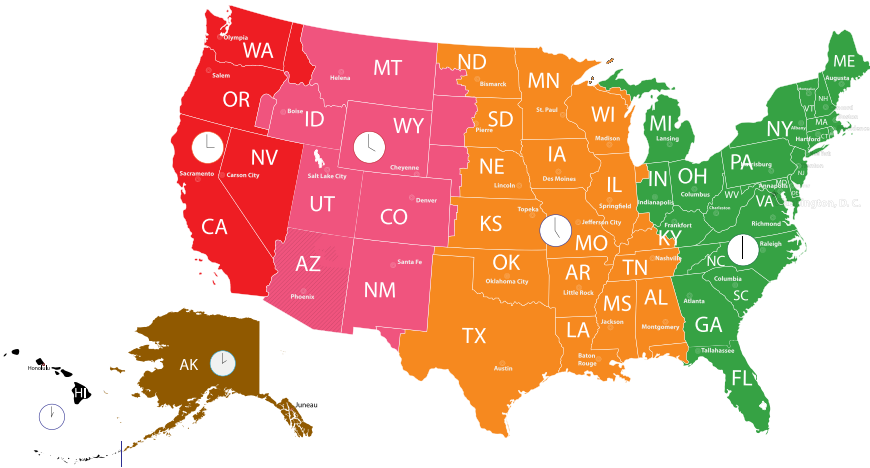 WA
Olympia
Salem
OR
Boise
ID
MT
Helena
WY
Cheyenne
NV
Carson City
Sacramento
CA
Salt Lake City
UT
CO
Denver
AZ
Phoenix
NM
Santa Fe
ND
Bismarck
SD
Pierre
NE
Lincoln
KS
Topeka
OK
Oklahoma City
TX
Austin
MN
St. Paul
IA
Des Moines
MO
Jefferson City
AR
Little Rock
LA
Baton
Rouge
WI
Madison
IL
Springfield
MI
Lansing
IN
Indianapolis
OH
Columbus
KY
Frankfort
TN
Nashville
MS
Jackson
AL
Montgomery
GA
Atlanta
FL
Tallahassee
SC
Columbia
NC
Raleigh
VA
Richmond
WV
Charleston
PA
NY
Albany
ME
Augusta
VT
NH
MA
CT
Hartford
NJ
MD
Annapolis
AK
Juneau
HI
Honolulu